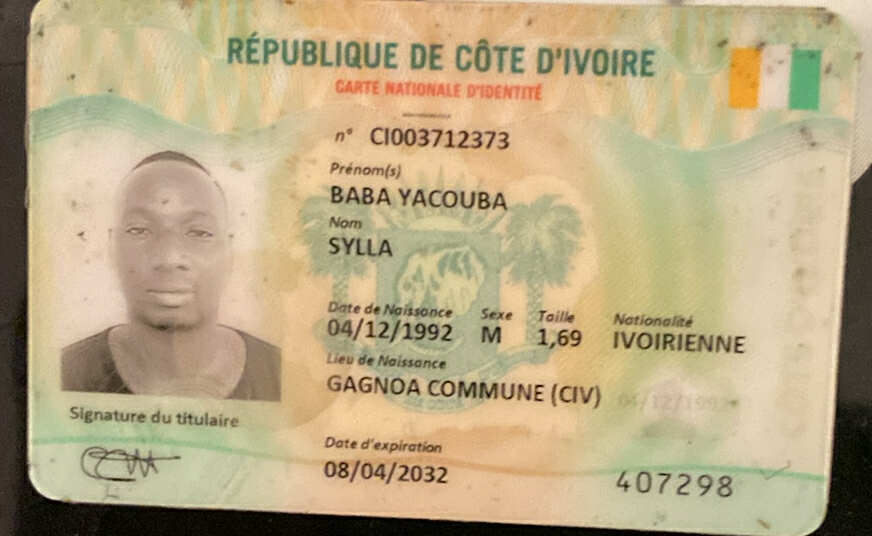 RÉPUBLIQUE DE CÔTE D'IVOIRE
CARTE NATIONALE D'IDENTITÉ
n° CI003712373
Prénom(s)
BABA YACOUBA
Nom
SYLLA
Date de Naissance Sexe Taille Nationalité
04/12/1992 M 1,69 IVOIRIENNE
Lieu de Naissance
GAGNOA COMMUNE (CIV)
04/12/1992
Signature du titulaire
Date d'expiration
08/04/2032
407298